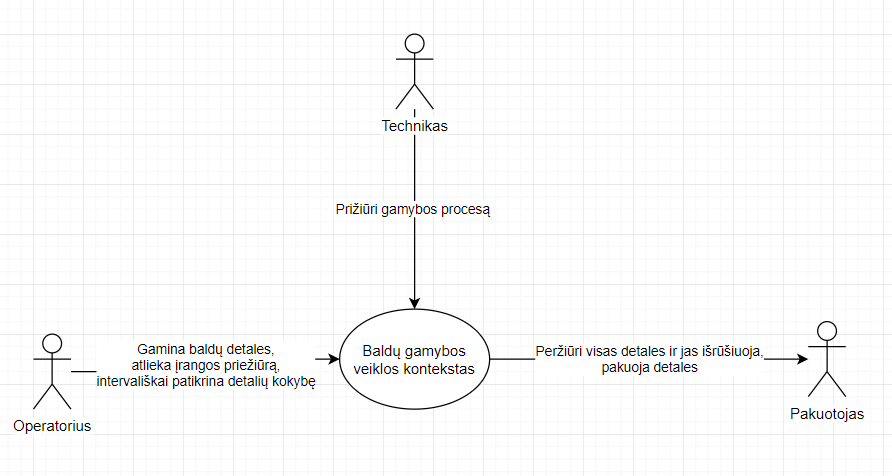 Technikas
Prižiūri gamybos procesą
Gamina baldų detales,
atlieka įrangos priežiūrą,
intervališkai patikrina detalių kokybę
Operatorius
Baldų gamybos
veiklos kontekstas
Peržiūri visas detales ir jas išrūšiuoja,
pakuoja detales
Pakuotojas